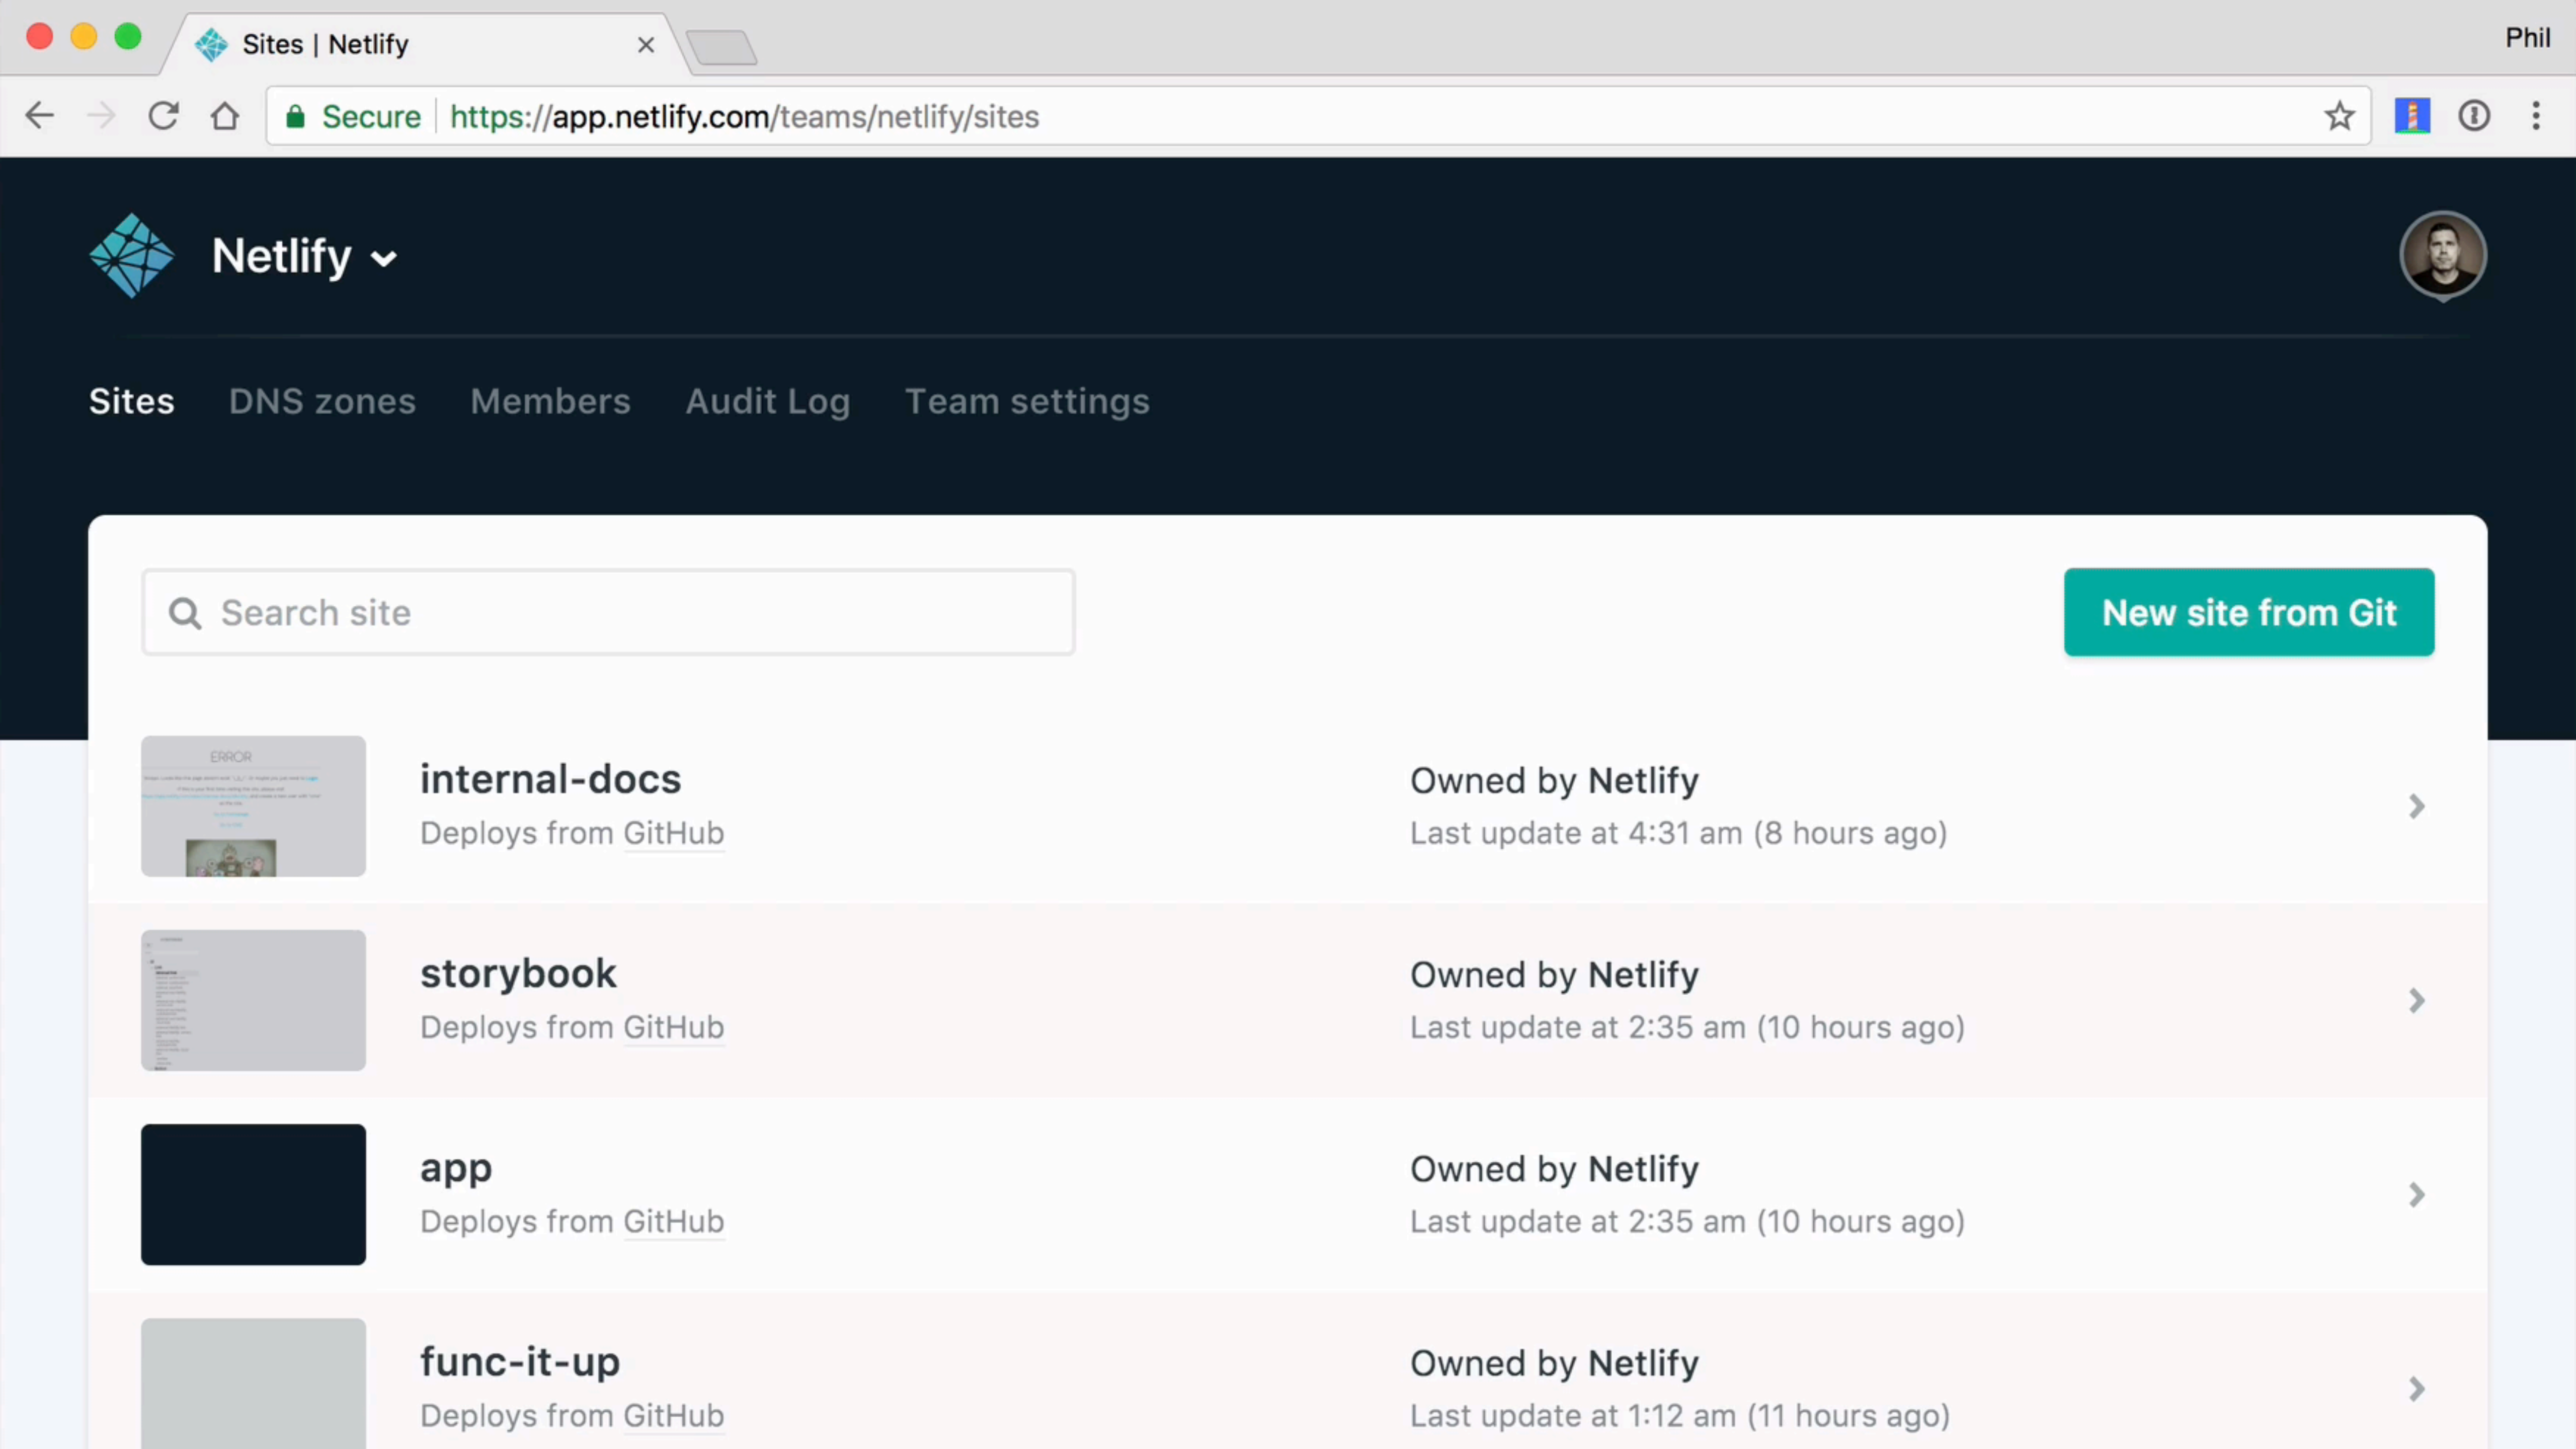 Sites | Netlify
Phil
Secure
https://app.netlify.com/teams/netlify/sites
Netlify
Sites DNS zones Members Audit Log Team settings
Search site
New site from Git
ERROR
internal-docs
Owned by Netlify
Deploys from GitHub
Last update at 4:31 am (8 hours ago)
storybook
Owned by Netlify
Deploys from GitHub
Last update at 2:35 am (10 hours ago)
app
Owned by Netlify
Deploys from GitHub
Last update at 2:35 am (10 hours ago)
func-it-up
Owned by Netlify
Deploys from GitHub
Last update at 1:12 am (11 hours ago)